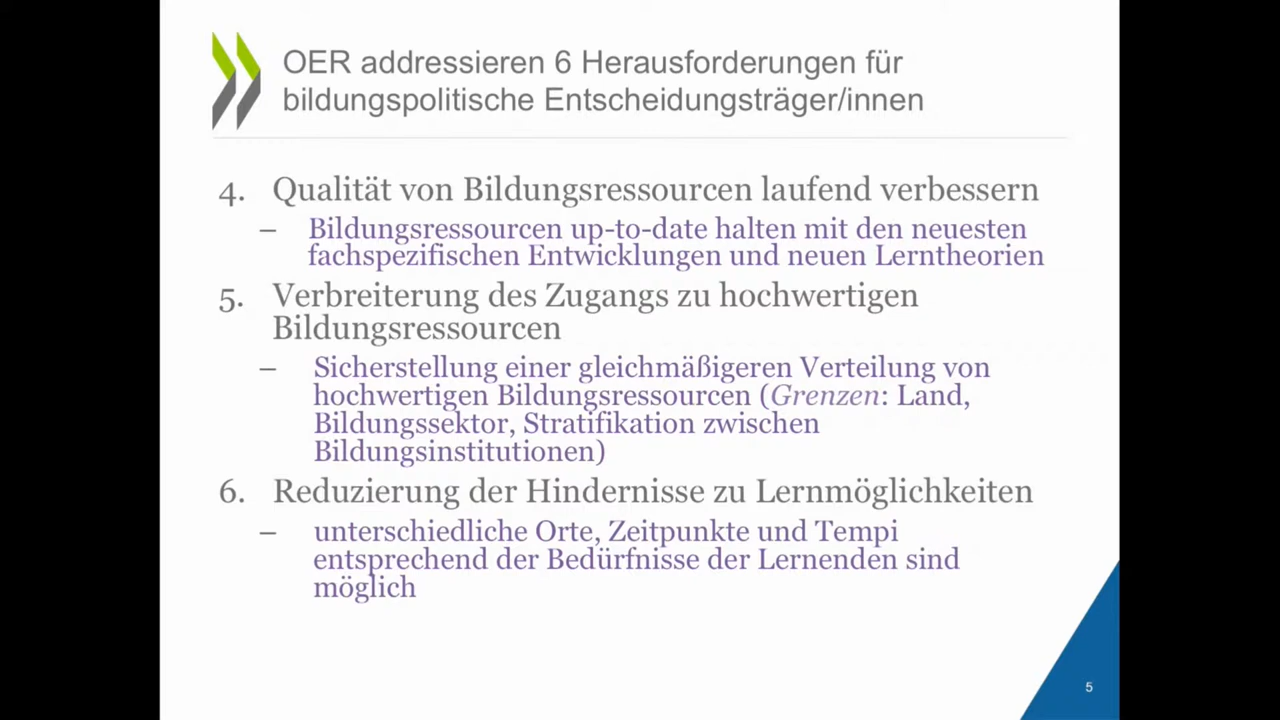 OER addressieren 6 Herausforderungen für
bildungspolitische Entscheidungsträger/innen
4. Qualität von Bildungsressourcen laufend verbessern
– Bildungsressourcen up-to-date halten mit den neuesten
fachspezifischen Entwicklungen und neuen Lerntheorien
5. Verbreiterung des Zugangs zu hochwertigen
Bildungsressourcen
– Sicherstellung einer gleichmäßigeren Verteilung von
hochwertigen Bildungsressourcen (Grenzen: Land,
Bildungssektor, Stratifikation zwischen
Bildungsinstitutionen)
6. Reduzierung der Hindernisse zu Lernmöglichkeiten
– unterschiedliche Orte, Zeitpunkte und Tempi
entsprechend der Bedürfnisse der Lernenden sind
möglich
5